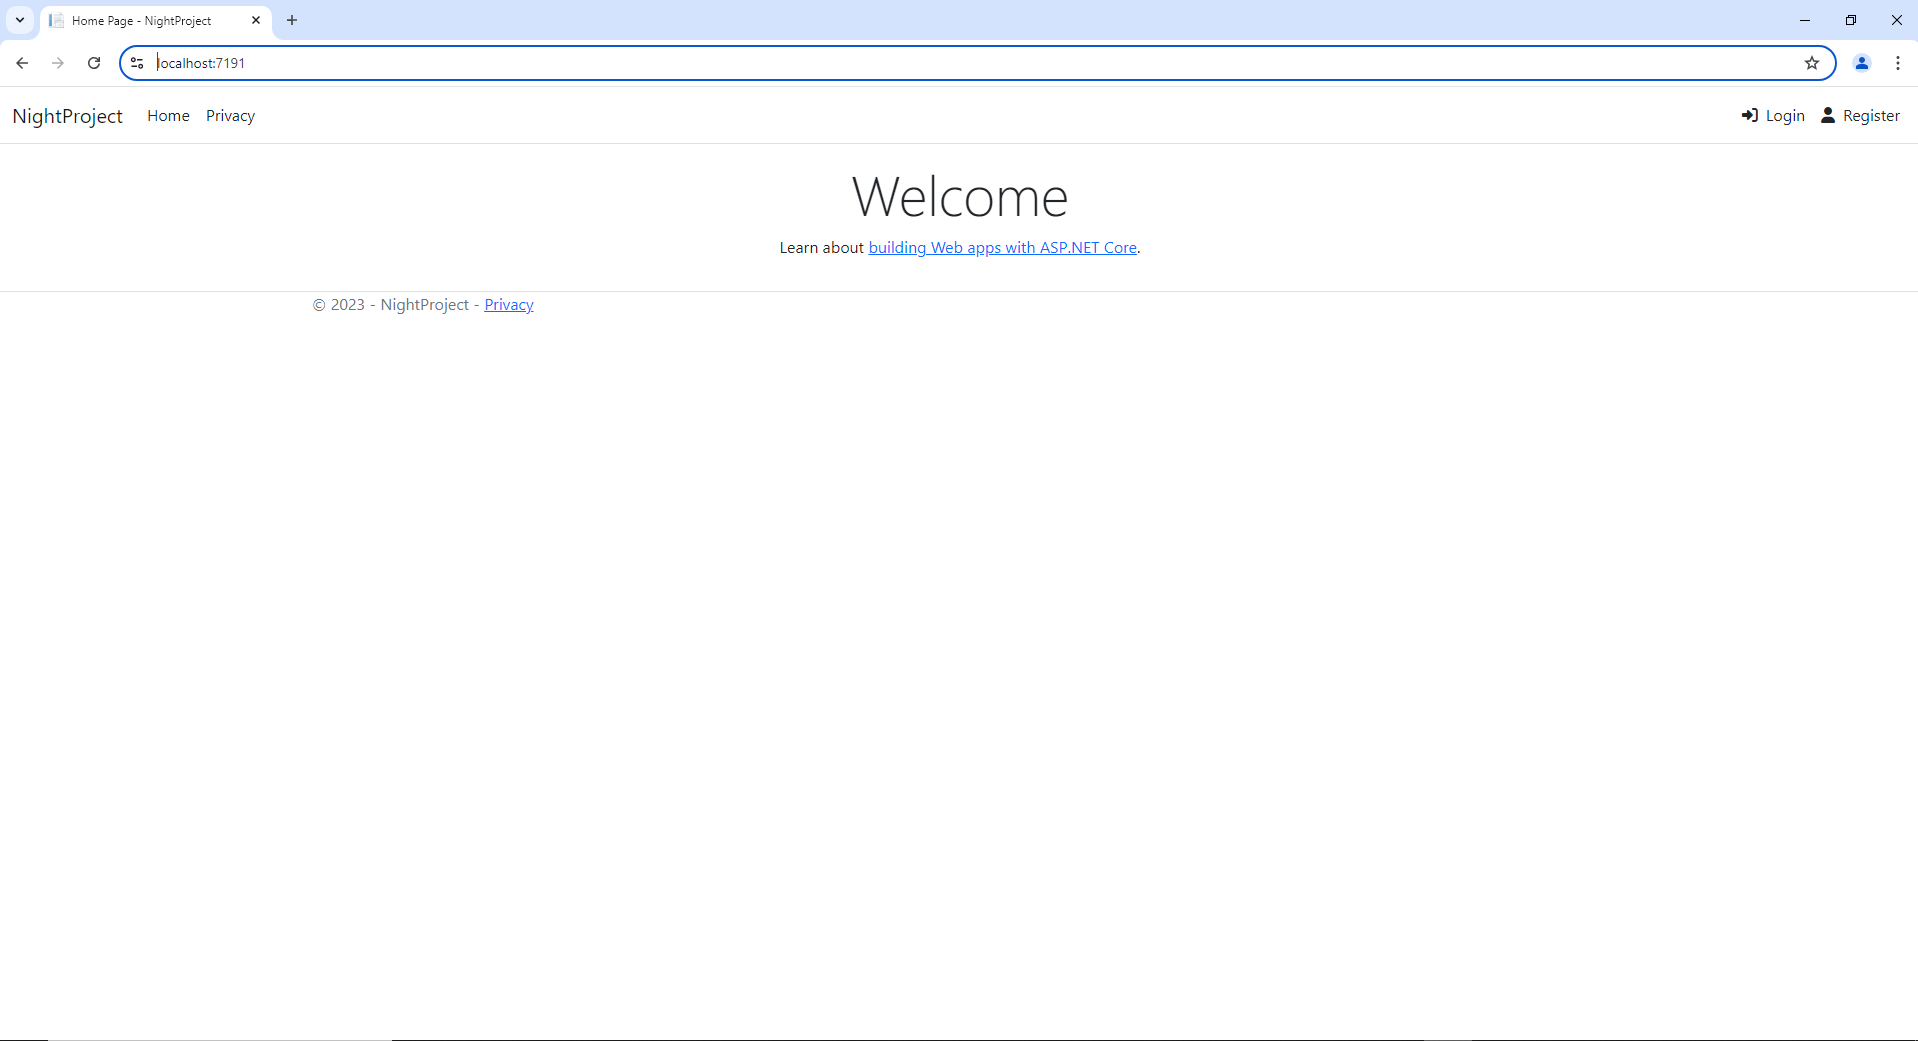 Home Page - NightProject
localhost:7191
NightProject Home Privacy Login Register
Welcome
Learn about building Web apps with ASP.NET Core.
© 2023 - NightProject - Privacy